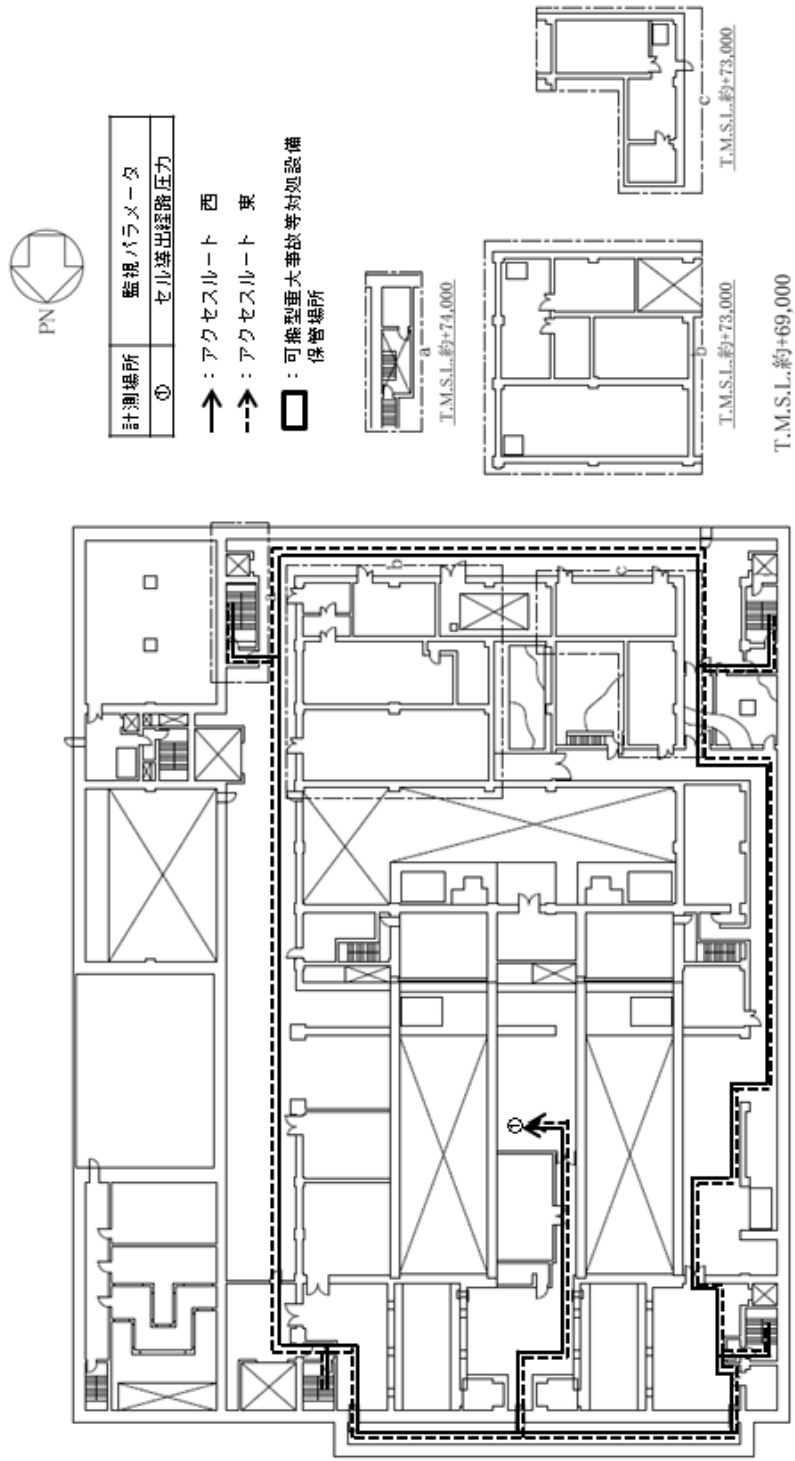 PN
計測場所 監視パラメータ
① セル導出経路圧力
：アクセスルート 西
：アクセスルート 東
：可搬型重大事故等対処設備
保管場所
a
T.M.S.L.約+74,000
b
T.M.S.L.約+73,000
c
T.M.S.L.約+73,000
T.M.S.L.約+69,000
a
b
c
①